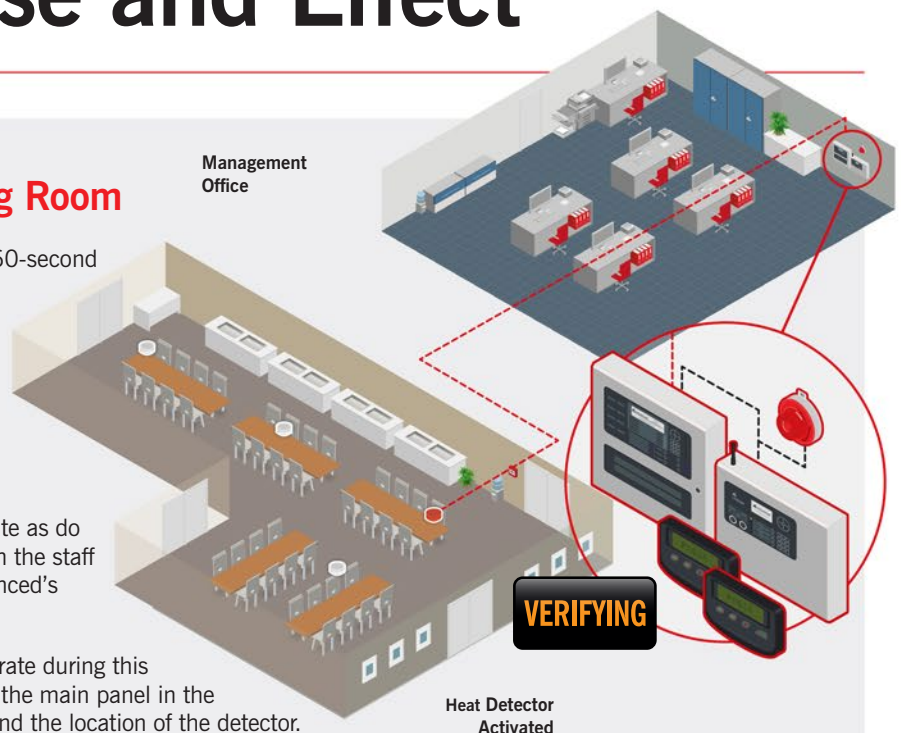 se and Effect
Management
Office
g Room
60-second
te as do
n the staff
nced's
VERIFYING
rate during this
the main panel in the
nd the location of the detector.
Heat Detector
Activated